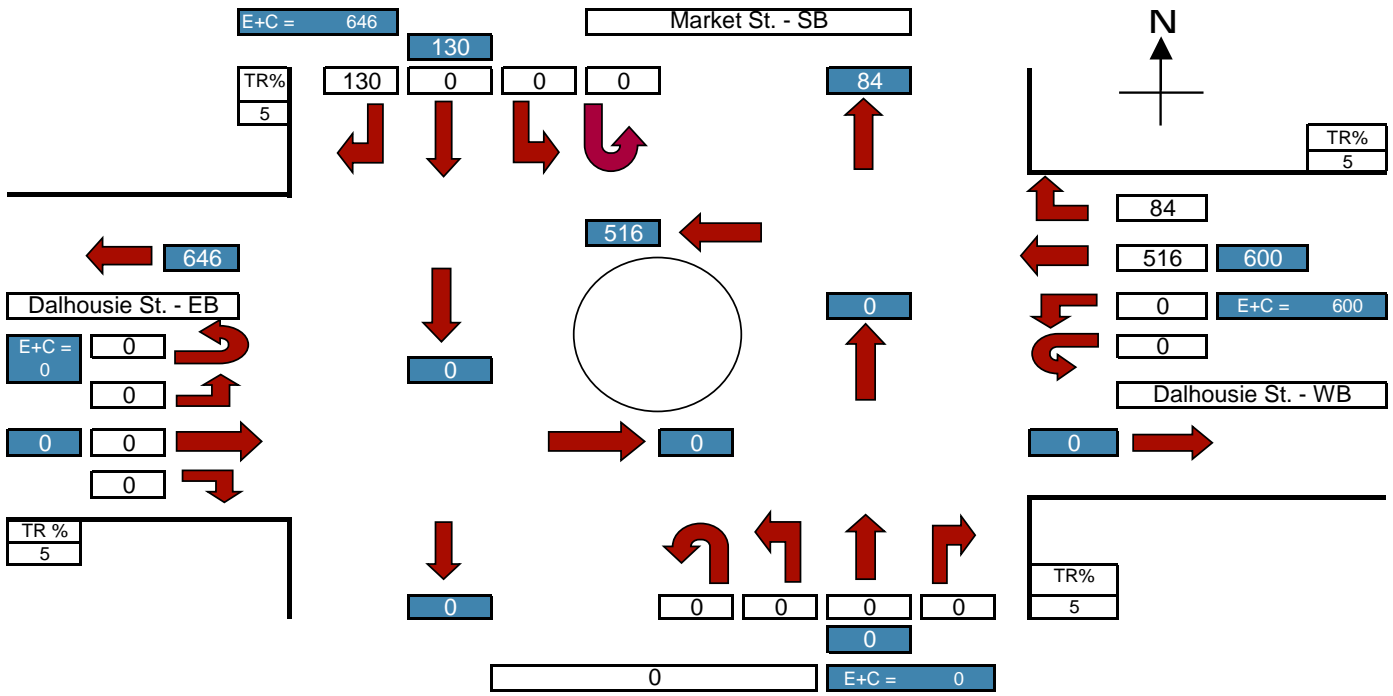 E+C = 646
Market St. - SB
N
130
TR%
130 0 0 0
84
5
TR%
5
84
516
646
516 600
Dalhousie St. - EB
0
0
E+C = 600
E+C =
0
0
0
0
0
Dalhousie St. - WB
0 0
0
0
0
TR %
5
TR%
0
0 0 0 0
5
0
0
E+C = 0